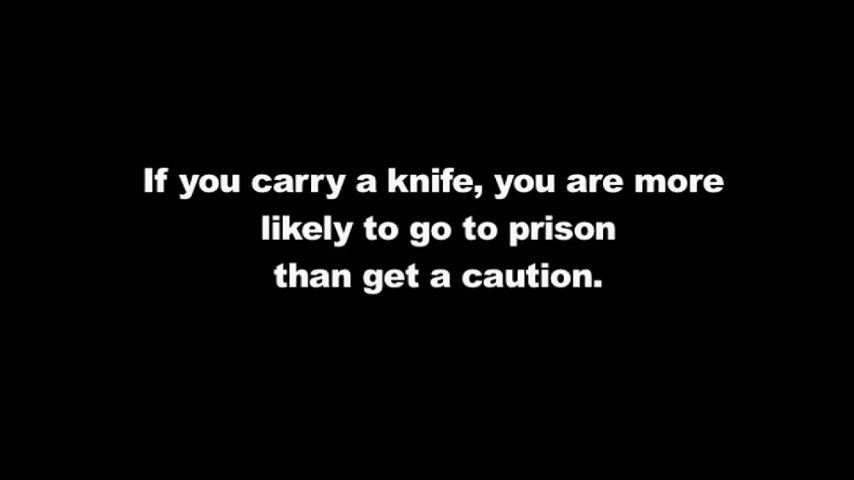 If you carry a knife, you are more
likely to go to prison
than get a caution.